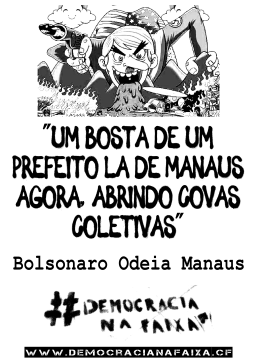 "UM BOSTA DE UM
PREFEITO LA DE MANAUS
AGORA, ABRINDO COVAS
COLETIVAS"
Bolsonaro Odeia Manaus
#DEMOCRACIA
NA FAIXA
WWW.DEMOCRACIANAFAIXA.CF